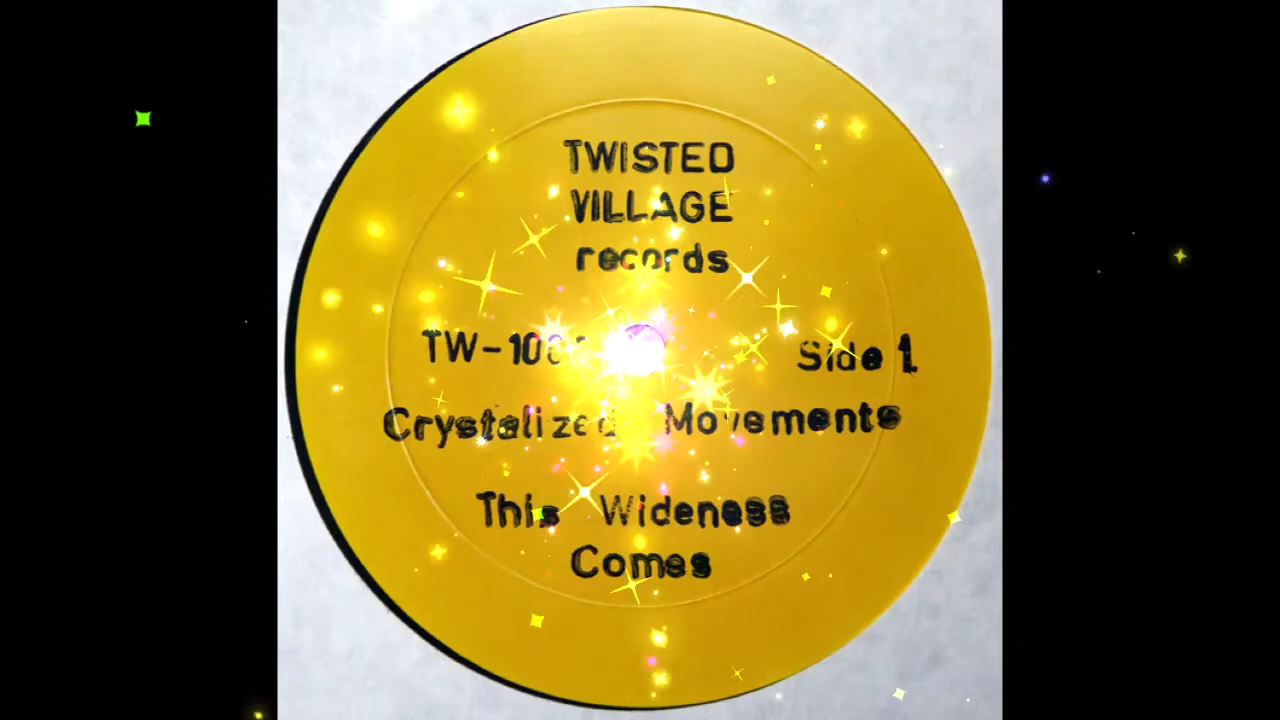 TWISTED
VILLAGE
records
Side 1
Crystalized Movements
This Wideness
Comes